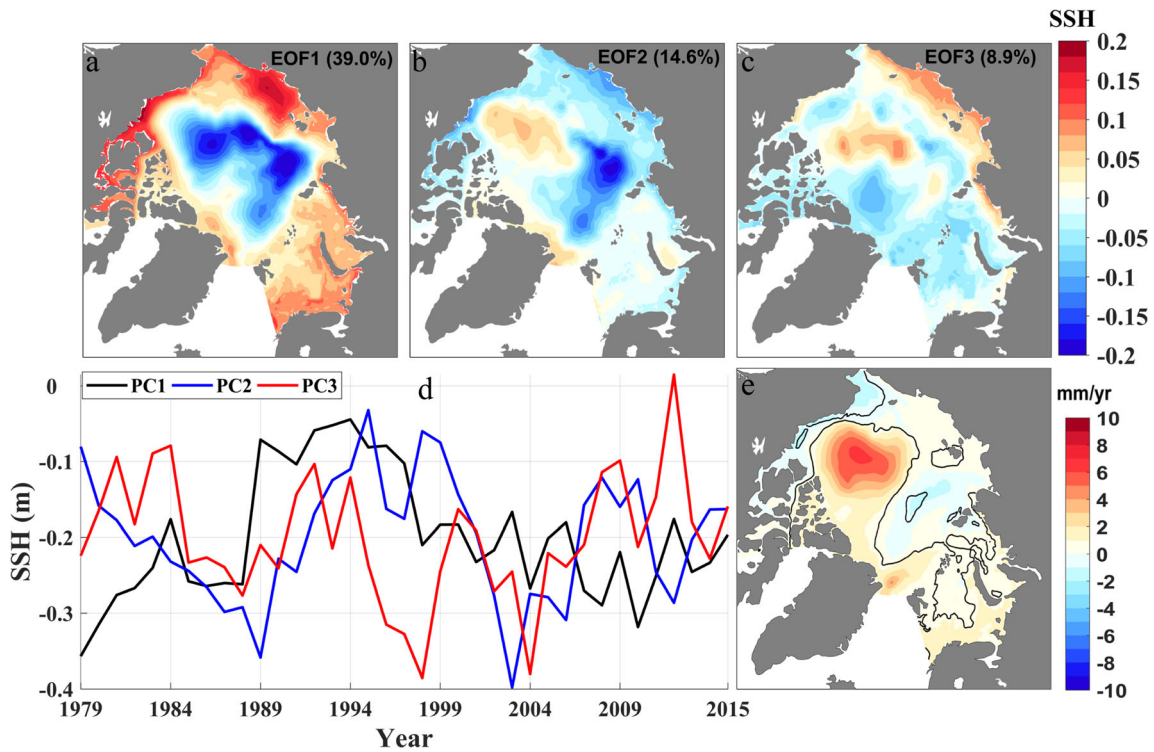 SSH
a
EOF1 (39.0%)
b
EOF2 (14.6%)
c
EOF3 (8.9%)
0.2
0.15
0.1
0.05
0
-0.05
-0.1
-0.15
-0.2
PC1 PC2 PC3
d
0
-0.1
-0.2
-0.3
-0.4
SSH (m)
1979 1984 1989 1994 1999 2004 2009 2015
Year
e
mm/yr
10
8
6
4
2
0
-2
-4
-6
-8
-10